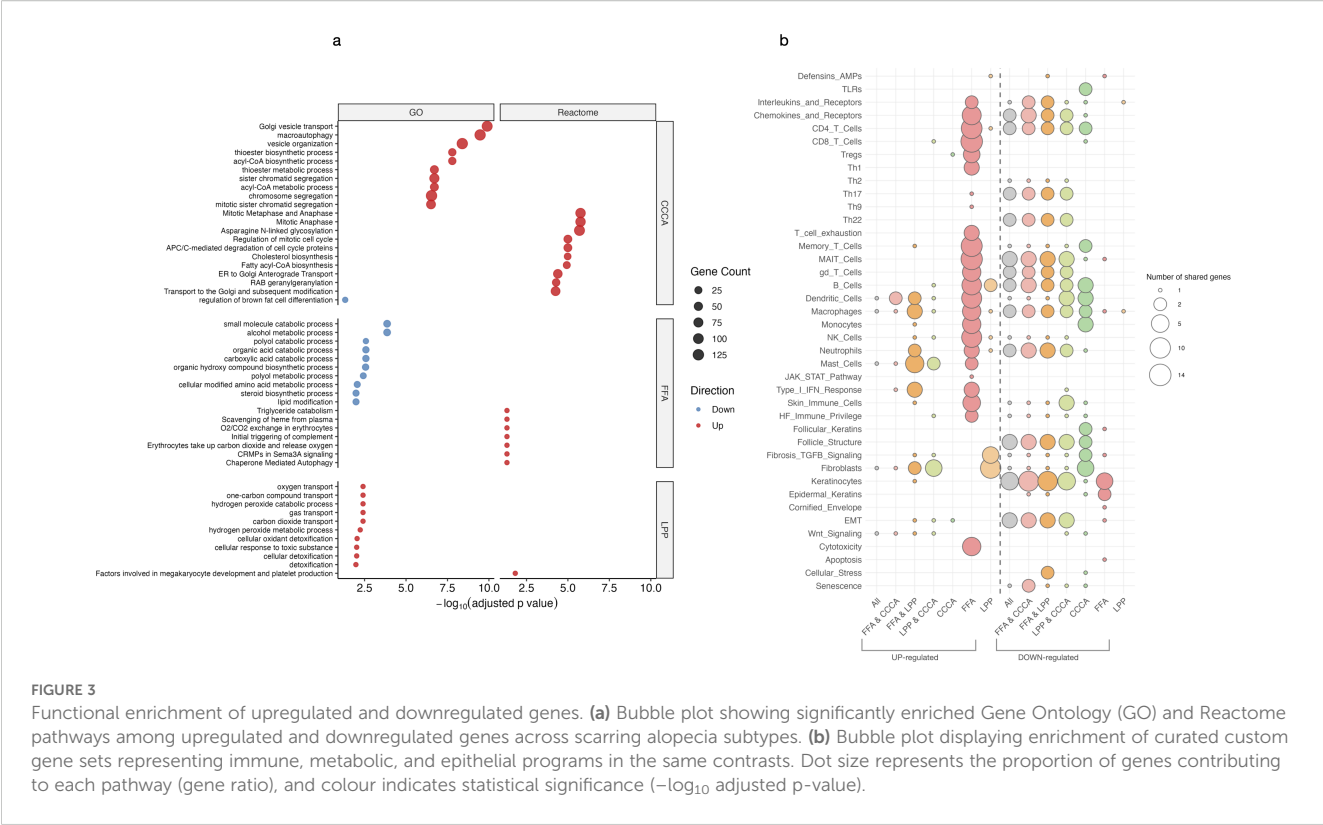 a
GO
Reactome
Golgi vesicle transport
macroautophagy
vesicle organization
thioester biosynthetic process
acyl-CoA biosynthetic process
thioester metabolic process
sister chromatid segregation
acyl-CoA metabolic process
chromosome segregation
mitotic sister chromatid segregation
Mitotic Metaphase and Anaphase
Mitotic Anaphase
Asparagine N-linked glycosylation
Regulation of mitotic cell cycle
APC/C-mediated degradation of cell cycle proteins
Cholesterol biosynthesis
Fatty acyl-CoA biosynthesis
ER to Golgi Anterograde Transport
RAB geranylgeranylation
Transport to the Golgi and subsequent modification
regulation of brown fat cell differentiation
CCCA
small molecule catabolic process
alcohol metabolic process
polyol catabolic process
organic acid catabolic process
carboxylic acid catabolic process
organic hydroxy compound biosynthetic process
polyol metabolic process
cellular modified amino acid metabolic process
steroid biosynthetic process
lipid modification
Triglyceride catabolism
Scavenging of heme from plasma
O2/CO2 exchange in erythrocytes
Initial triggering of complement
Erythrocytes take up carbon dioxide and release oxygen
CRMPs in Sema3A signaling
Chaperone Mediated Autophagy
FFA
oxygen transport
one-carbon compound transport
hydrogen peroxide catabolic process
gas transport
carbon dioxide transport
hydrogen peroxide metabolic process
cellular oxidant detoxification
cellular response to toxic substance
cellular detoxification
detoxification
Factors involved in megakaryocyte development and platelet production
LPP
2.5 5.0 7.5 10.0 2.5 5.0 7.5 10.0
−log10(adjusted p value)
Gene Count
25
50
75
100
125
Direction
Down
Up
b
Defensins_AMPs
TLRs
Interleukins_and_Receptors
Chemokines_and_Receptors
CD4_T_Cells
CD8_T_Cells
Tregs
Th1
Th2
Th17
Th9
Th22
T_cell_exhaustion
Memory_T_Cells
MAIT_Cells
gd_T_Cells
B_Cells
Dendritic_Cells
Macrophages
Monocytes
NK_Cells
Neutrophils
Mast_Cells
JAK_STAT_Pathway
Type_I_IFN_Response
Skin_Immune_Cells
HF_Immune_Privilege
Follicular_Keratins
Follicle_Structure
Fibrosis_TGFB_Signaling
Fibroblasts
Keratinocytes
Epidermal_Keratins
Cornified_Envelope
EMT
Wnt_Signaling
Cytotoxicity
Apoptosis
Cellular_Stress
Senescence
All FFA & CCCA FFA & LPP LPP & CCCA CCCA FFA LPP All FFA & CCCA FFA & LPP LPP & CCCA CCCA FFA LPP
UP-regulated DOWN-regulated
Number of shared genes
1
2
5
10
14
FIGURE 3
Functional enrichment of upregulated and downregulated genes. (a) Bubble plot showing significantly enriched Gene Ontology (GO) and Reactome
pathways among upregulated and downregulated genes across scarring alopecia subtypes. (b) Bubble plot displaying enrichment of curated custom
gene sets representing immune, metabolic, and epithelial programs in the same contrasts. Dot size represents the proportion of genes contributing
to each pathway (gene ratio), and colour indicates statistical significance (−log10 adjusted p-value).